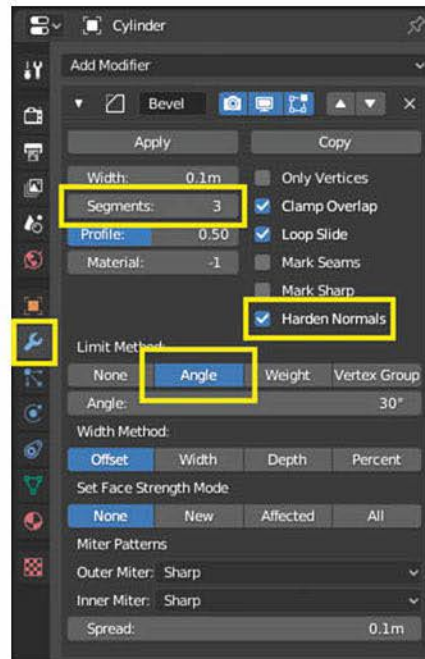 Cylinder
Add Modifier
Bevel
Apply Copy
Width: 0.1m Only Vertices
Segments: 3 Clamp Overlap
Profile: 0.50 Loop Slide
Material: -1 Mark Seams
Mark Sharp
Harden Normals
Limit Method:
None Angle Weight Vertex Group
Angle: 30°
Width Method:
Offset Width Depth Percent
Set Face Strength Mode
None New Affected All
Miter Patterns
Outer Miter: Sharp
Inner Miter: Sharp
Spread: 0.1m